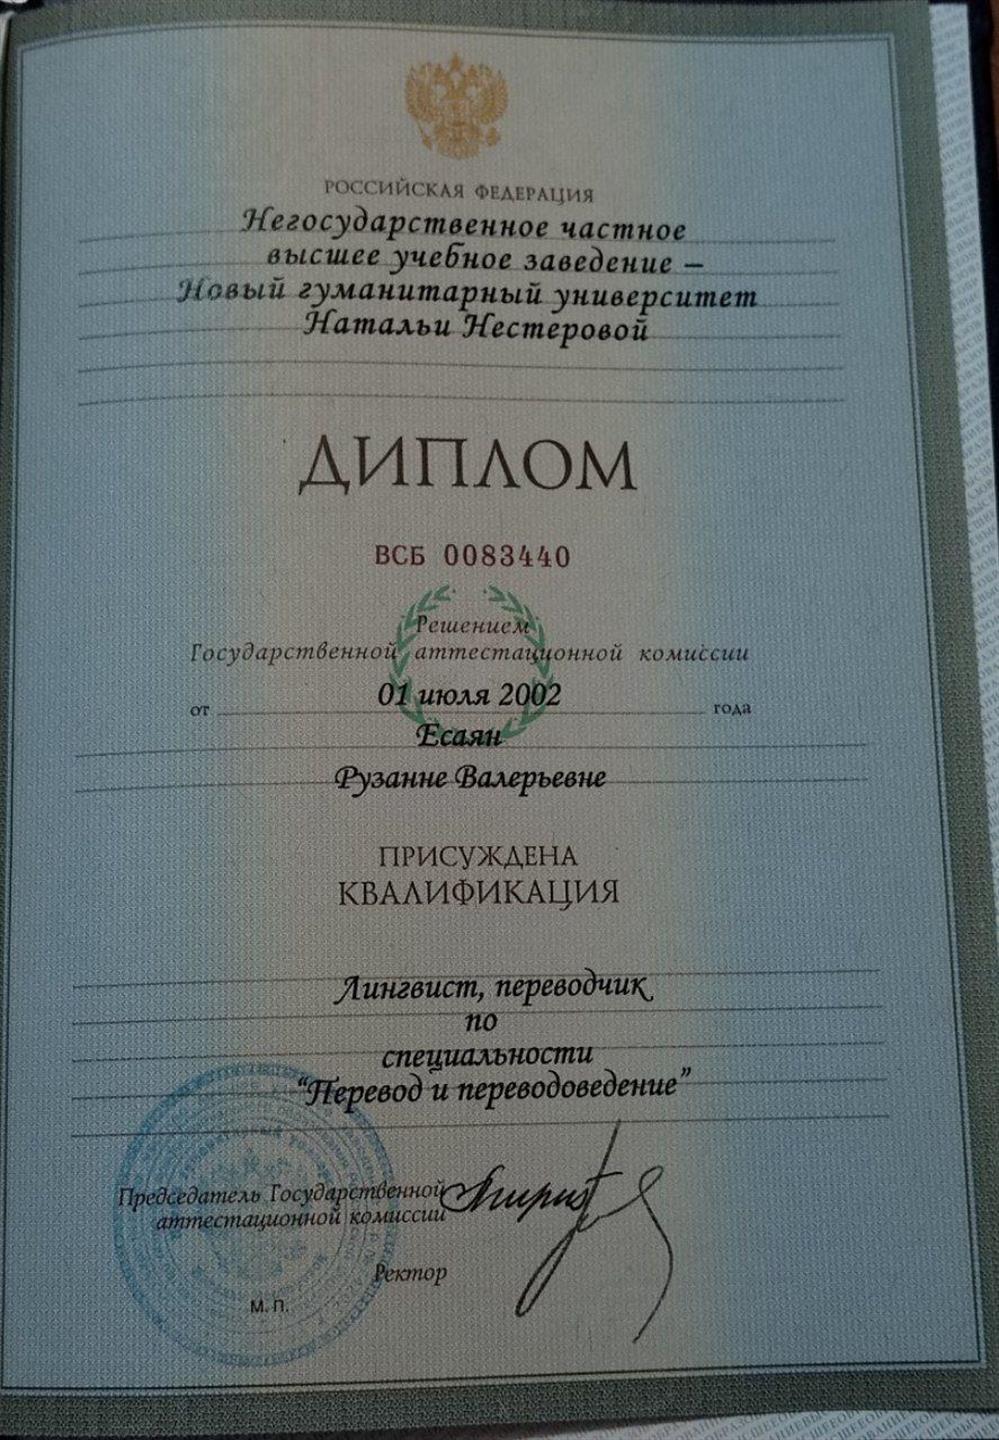 РОССИЙСКАЯ ФЕДЕРАЦИЯ
Негосударственное частное
высшее учебное заведение –
Новый гуманитарный университет
Натальи Нестеровой
ДИПЛОМ
ВСБ 0083440
Решением
Государственной аттестационной комиссии
от 01 июля 2002 года
Есаян
Рузанне Валерьевне
ПРИСУЖДЕНА
КВАЛИФИКАЦИЯ
Лингвист, переводчик
по
специальности
“Перевод и переводоведение”
Председатель Государственной
аттестационной комиссии
Ректор
М. П.